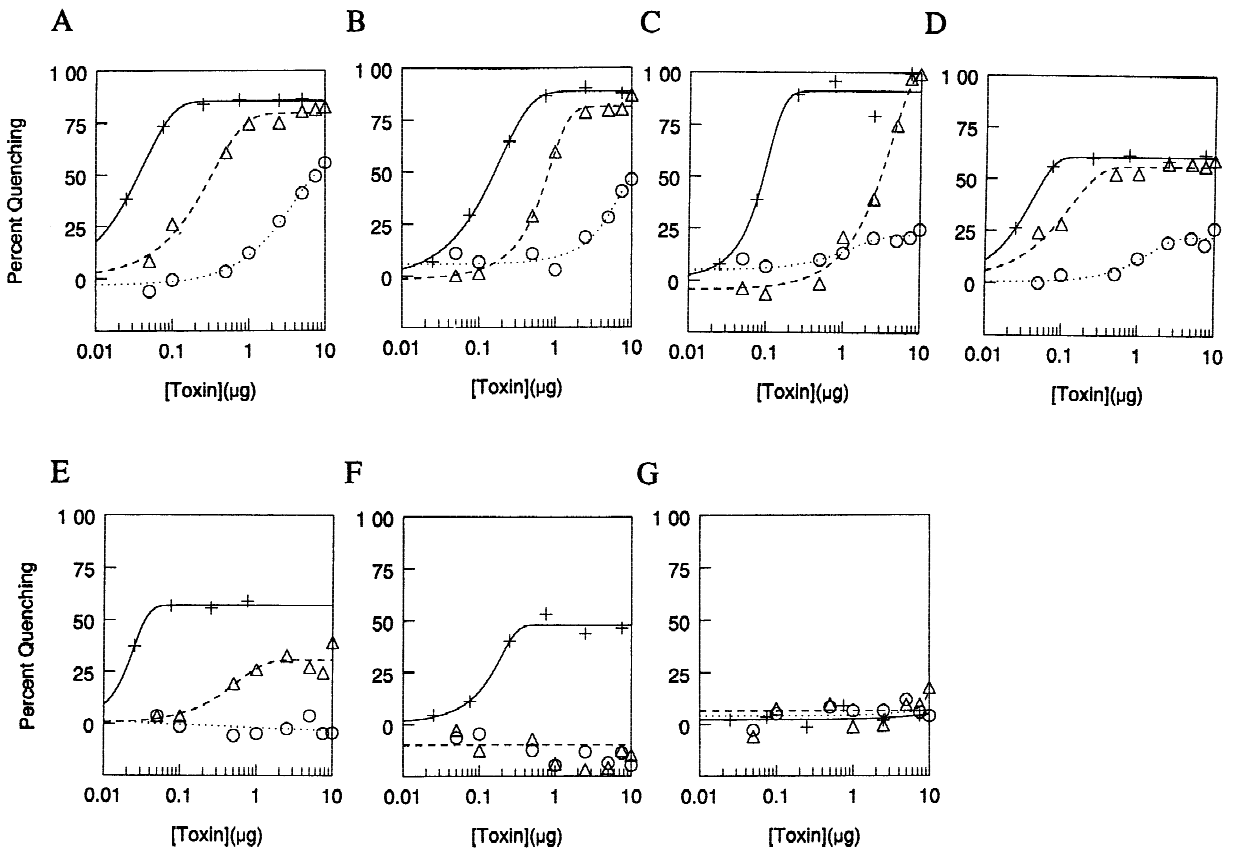 A B C D
1 00 1 00 1 00 1 00
75 75 75 75
50 50 50 50
25 25 25 25
0 0 0 0
Percent Quenching
0.01 0.1 1 10 0.01 0.1 1 10 0.01 0.1 1 10 0.01 0.1 1 10
[Toxin](µg) [Toxin](µg) [Toxin](µg) [Toxin](µg)
E F G
1 00 1 00 1 00
75 75 75
50 50 50
25 25 25
0 0 0
Percent Quenching
0.01 0.1 1 10 0.01 0.1 1 10 0.01 0.1 1 10
[Toxin](µg) [Toxin](µg) [Toxin](µg)